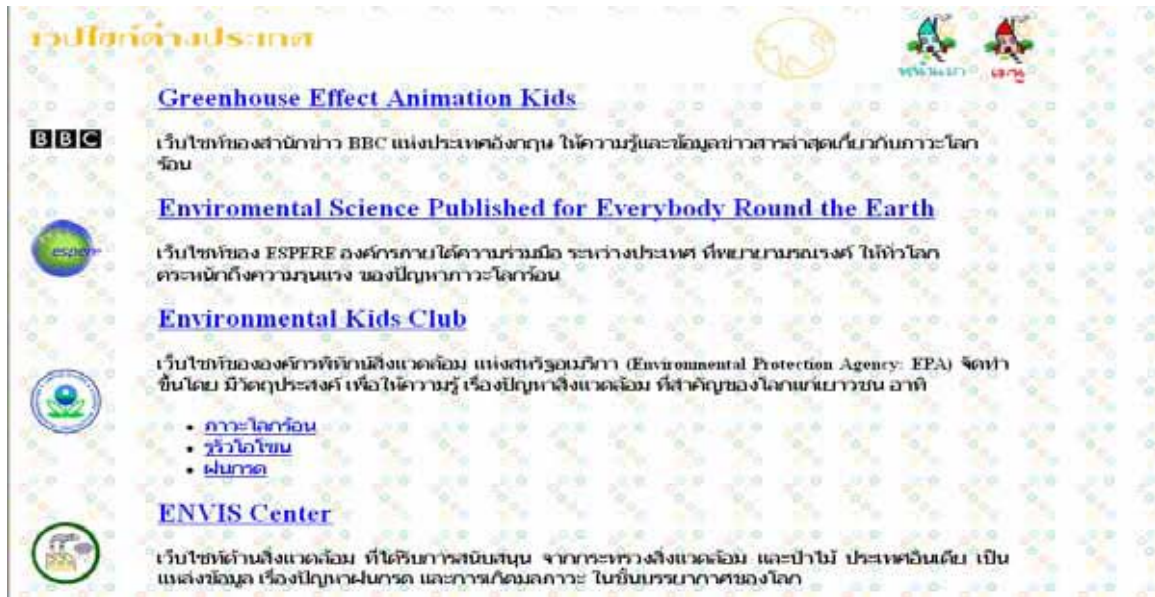 เวปไซท์ต่างประเทศ
หน้าแรก เมนู
Greenhouse Effect Animation Kids
BBC
เว็บไซท์ของสำนักข่าว BBC แห่งประเทศอังกฤษ ให้ความรู้และข้อมูลข่าวสารล่าสุดเกี่ยวกับภาวะโลก
ร้อน
Enviromental Science Published for Everybody Round the Earth
espere
เว็บไซท์ของ ESPERE องค์กรภายใต้ความร่วมมือ ระหว่างประเทศ ที่พยายามรณรงค์ ให้ทั่วโลก
ตระหนักถึงความรุนแรง ของปัญหาภาวะโลกร้อน
Environmental Kids Club
เว็บไซท์ขององค์กรพิทักษ์สิ่งแวดล้อม แห่งสหรัฐอเมริกา (Environmental Protection Agency: EPA) จัดทำ
ขึ้นโดย มีวัตถุประสงค์ เพื่อให้ความรู้ เรื่องปัญหาสิ่งแวดล้อม ที่สำคัญของโลกแก่เยาวชน อาทิ
• ภาวะโลกร้อน
• รูรั่วโอโซน
• ฝนกรด
ENVIS Center
เว็บไซท์ด้านสิ่งแวดล้อม ที่ได้รับการสนับสนุน จากกระทรวงสิ่งแวดล้อม และป่าไม้ ประเทศอินเดีย เป็น
แหล่งข้อมูล เรื่องปัญหาฝนกรด และการเกิดมลภาวะ ในชั้นบรรยากาศของโลก